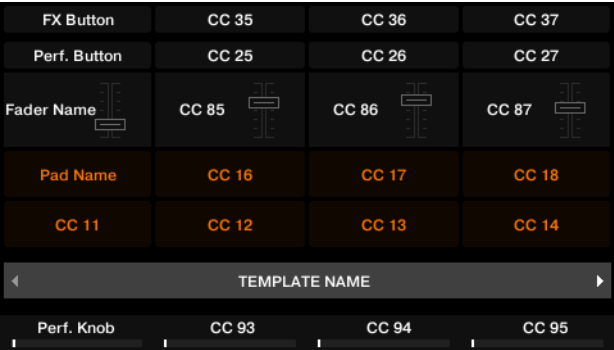 FX Button CC 35 CC 36 CC 37
Perf. Button CC 25 CC 26 CC 27
Fader Name CC 85 CC 86 CC 87
Pad Name CC 16 CC 17 CC 18
CC 11 CC 12 CC 13 CC 14
TEMPLATE NAME
Perf. Knob CC 93 CC 94 CC 95